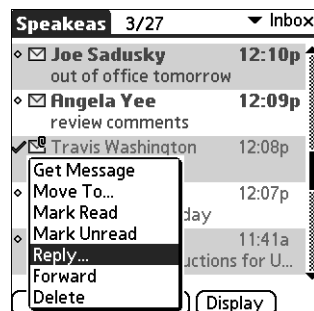 Speakeas 3/27 Inbox
Joe Sadusky 12:10p
out of office tomorrow
Angela Yee 12:09p
review comments
Travis Washington 12:08p
Get Message
Move To... 12:07p
Mark Read day
Mark Unread 11:41a
Reply... uctions for U...
Forward
Delete Display